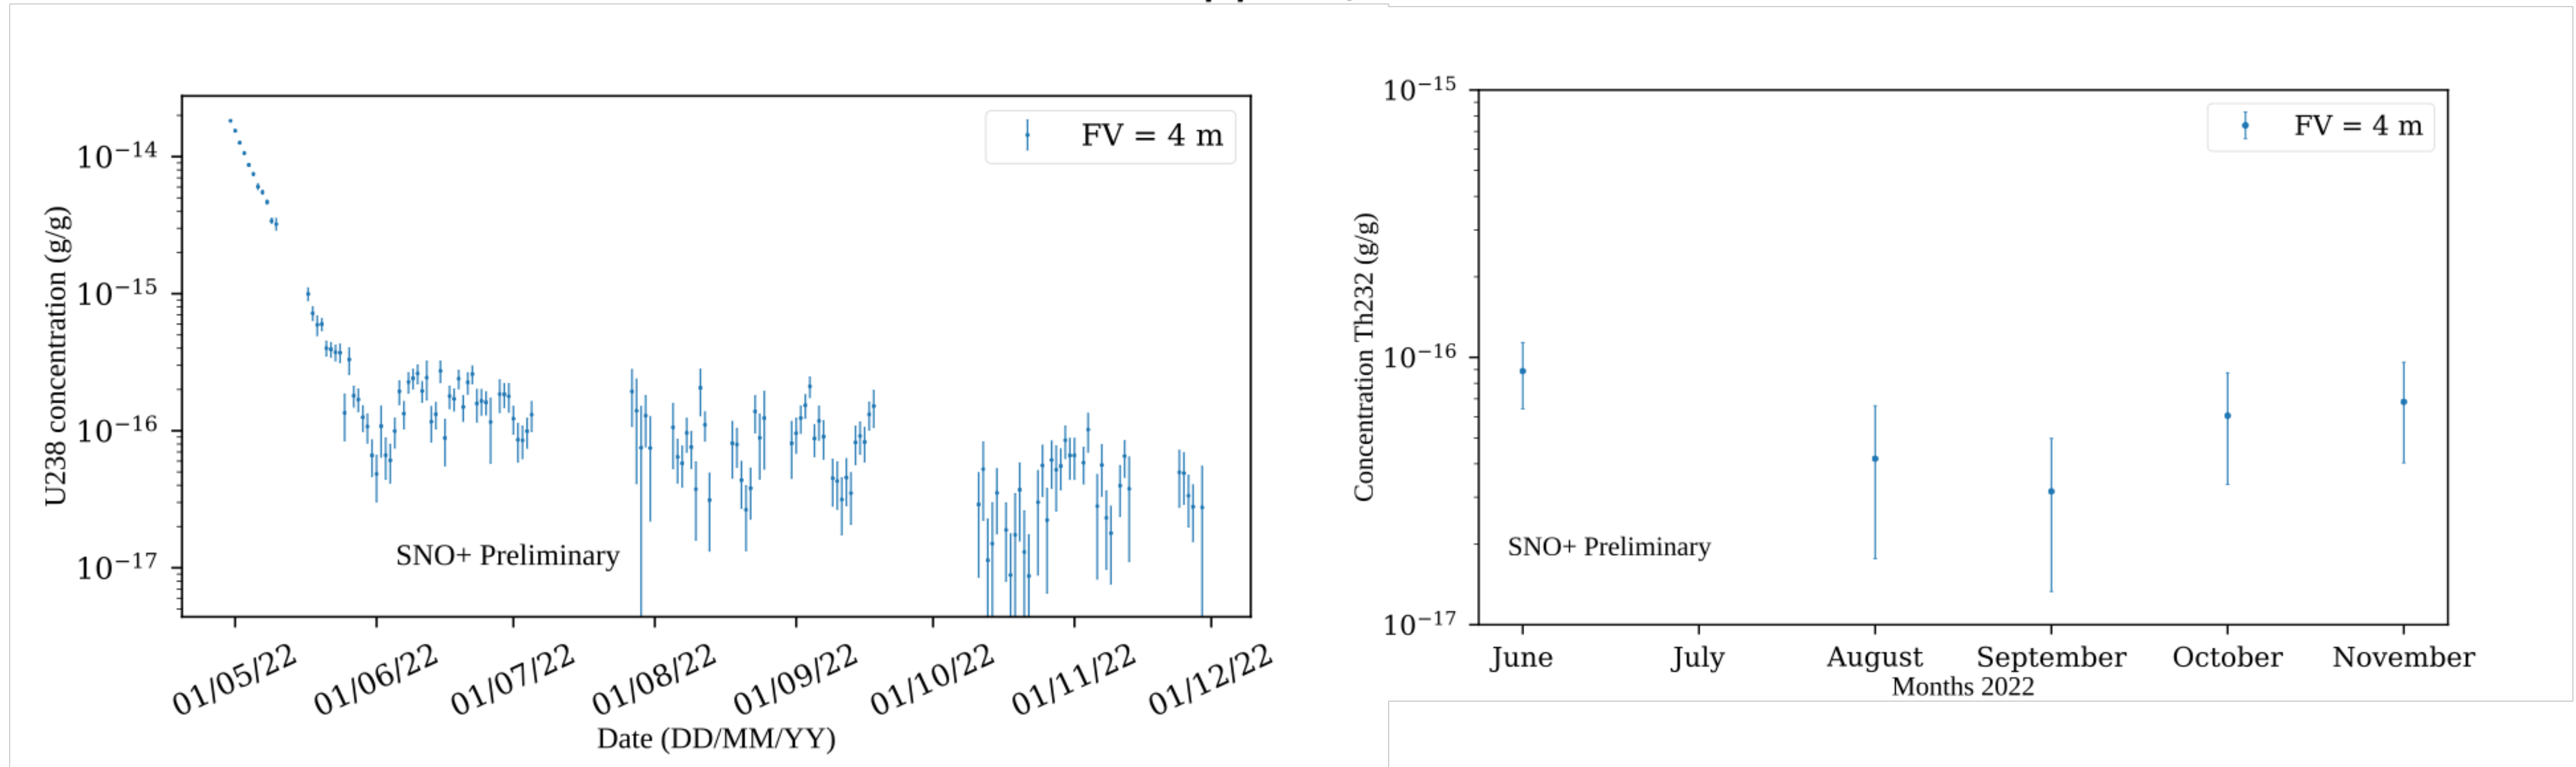 FV = 4 m
10⁻¹⁴
10⁻¹⁵
10⁻¹⁶
10⁻¹⁷
U238 concentration (g/g)
SNO+ Preliminary
01/05/22
01/06/22
01/07/22
01/08/22
01/09/22
01/10/22
01/11/22
01/12/22
Date (DD/MM/YY)
10⁻¹⁵
FV = 4 m
10⁻¹⁶
10⁻¹⁷
Concentration Th232 (g/g)
SNO+ Preliminary
June July August September October November
Months 2022